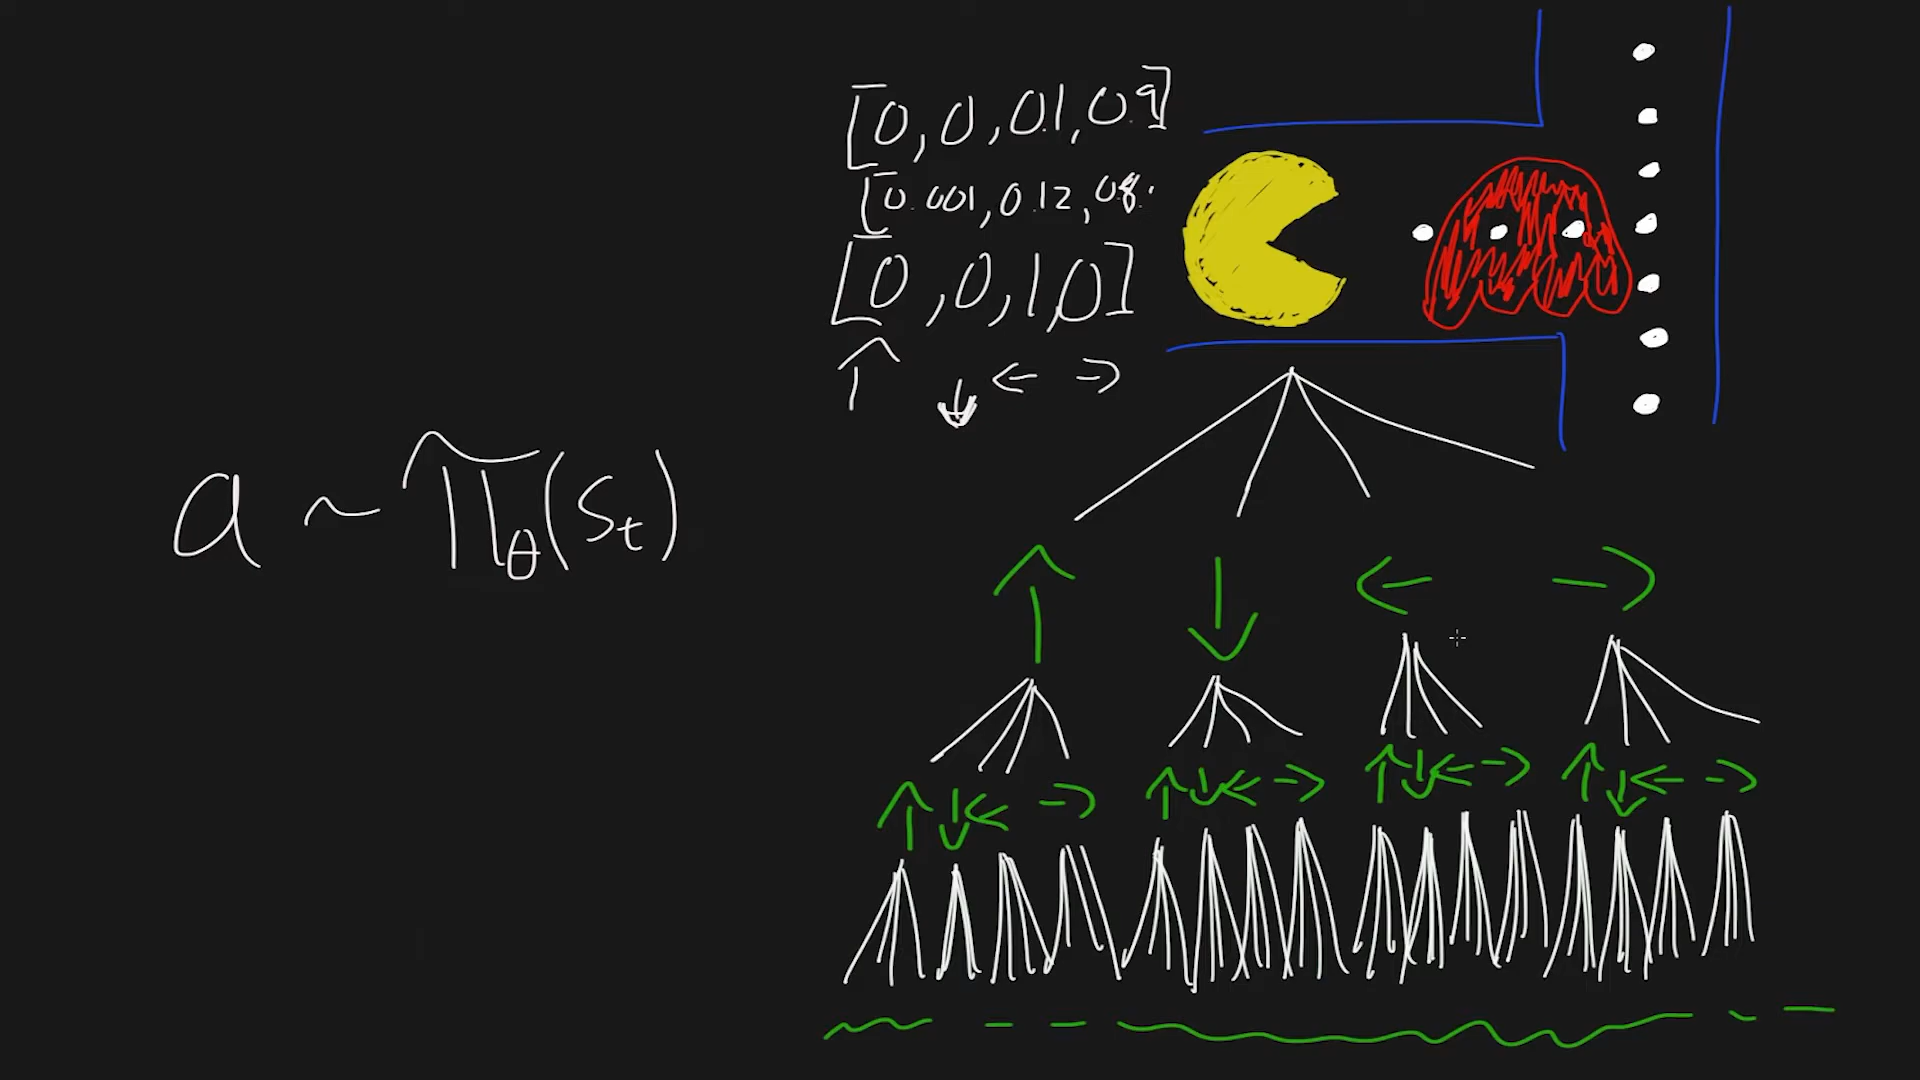 [0, 0, 0.1, 0.9]
[0.001, 0.12, 0.8.
[0, 0, 1, 0]
↑ ↓ ← →
a ~ π_θ(s_t)
↑ ↓ ← →
↑ ↓ ← → ↑ ↓ ← → ↑ ↓ ← → ↑ ↓ ← →